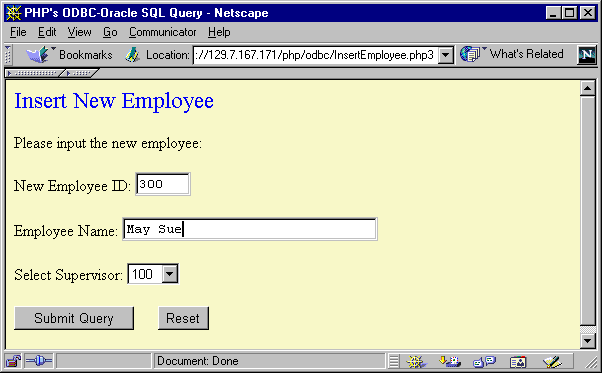 PHP's ODBC-Oracle SQL Query - Netscape
File Edit View Go Communicator Help
Bookmarks Location: ://129.7.167.171/php/odbc/InsertEmployee.php3 What's Related N
Insert New Employee
Please input the new employee:
New Employee ID: 300
Employee Name: May Sue
Select Supervisor: 100
Submit Query Reset
Document: Done